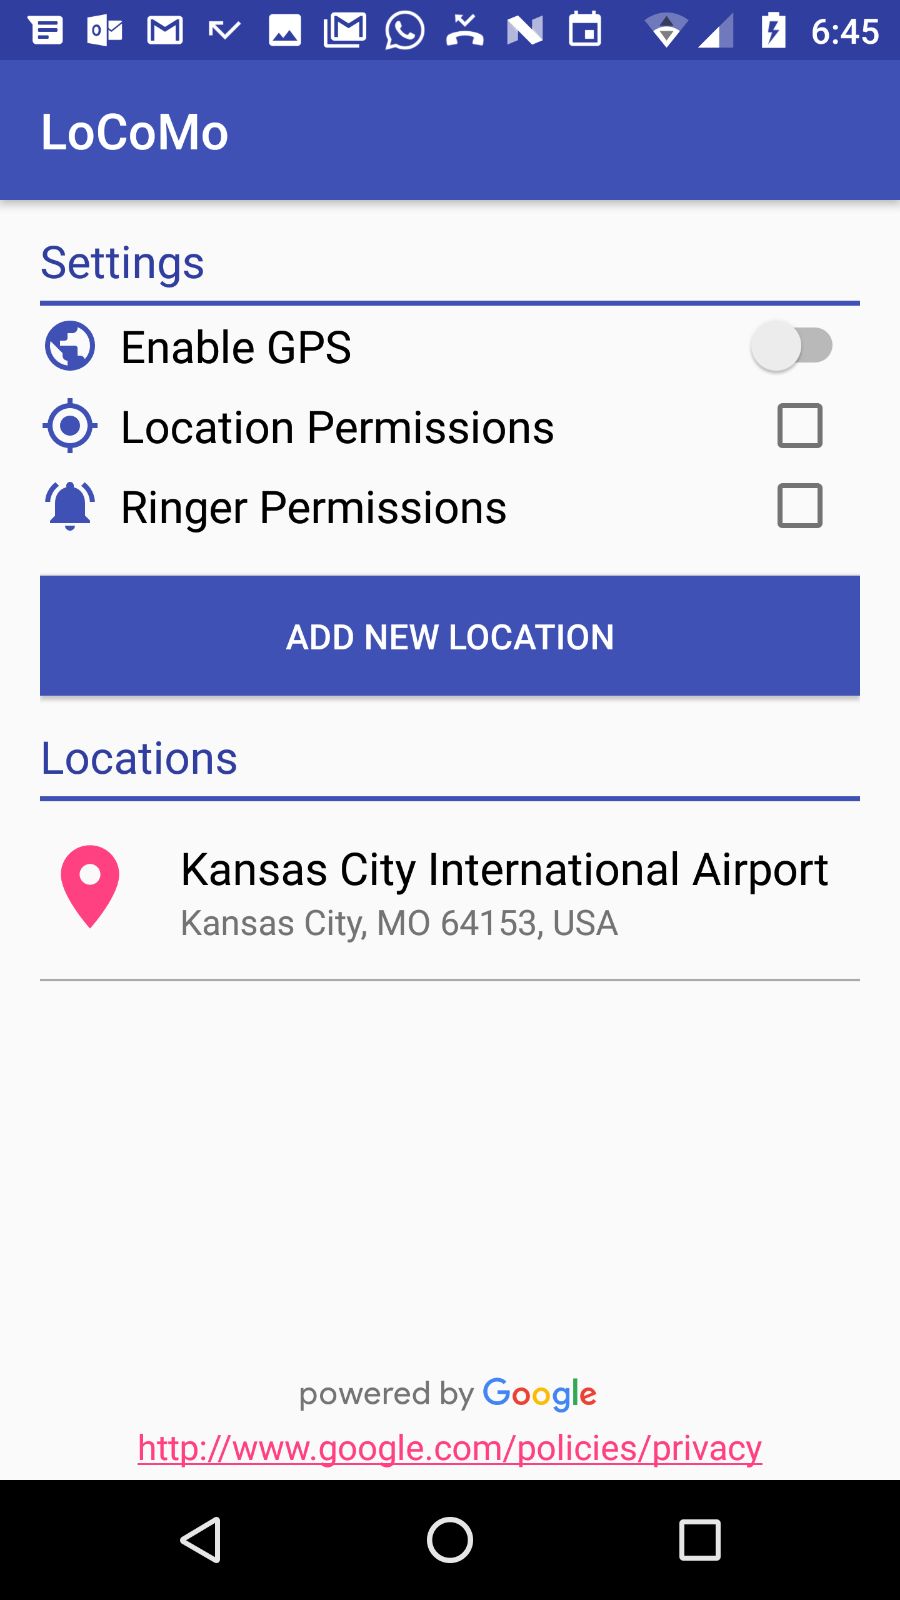 6:45
LoCoMo
Settings
Enable GPS
Location Permissions
Ringer Permissions
ADD NEW LOCATION
Locations
Kansas City International Airport
Kansas City, MO 64153, USA
powered by Google
http://www.google.com/policies/privacy